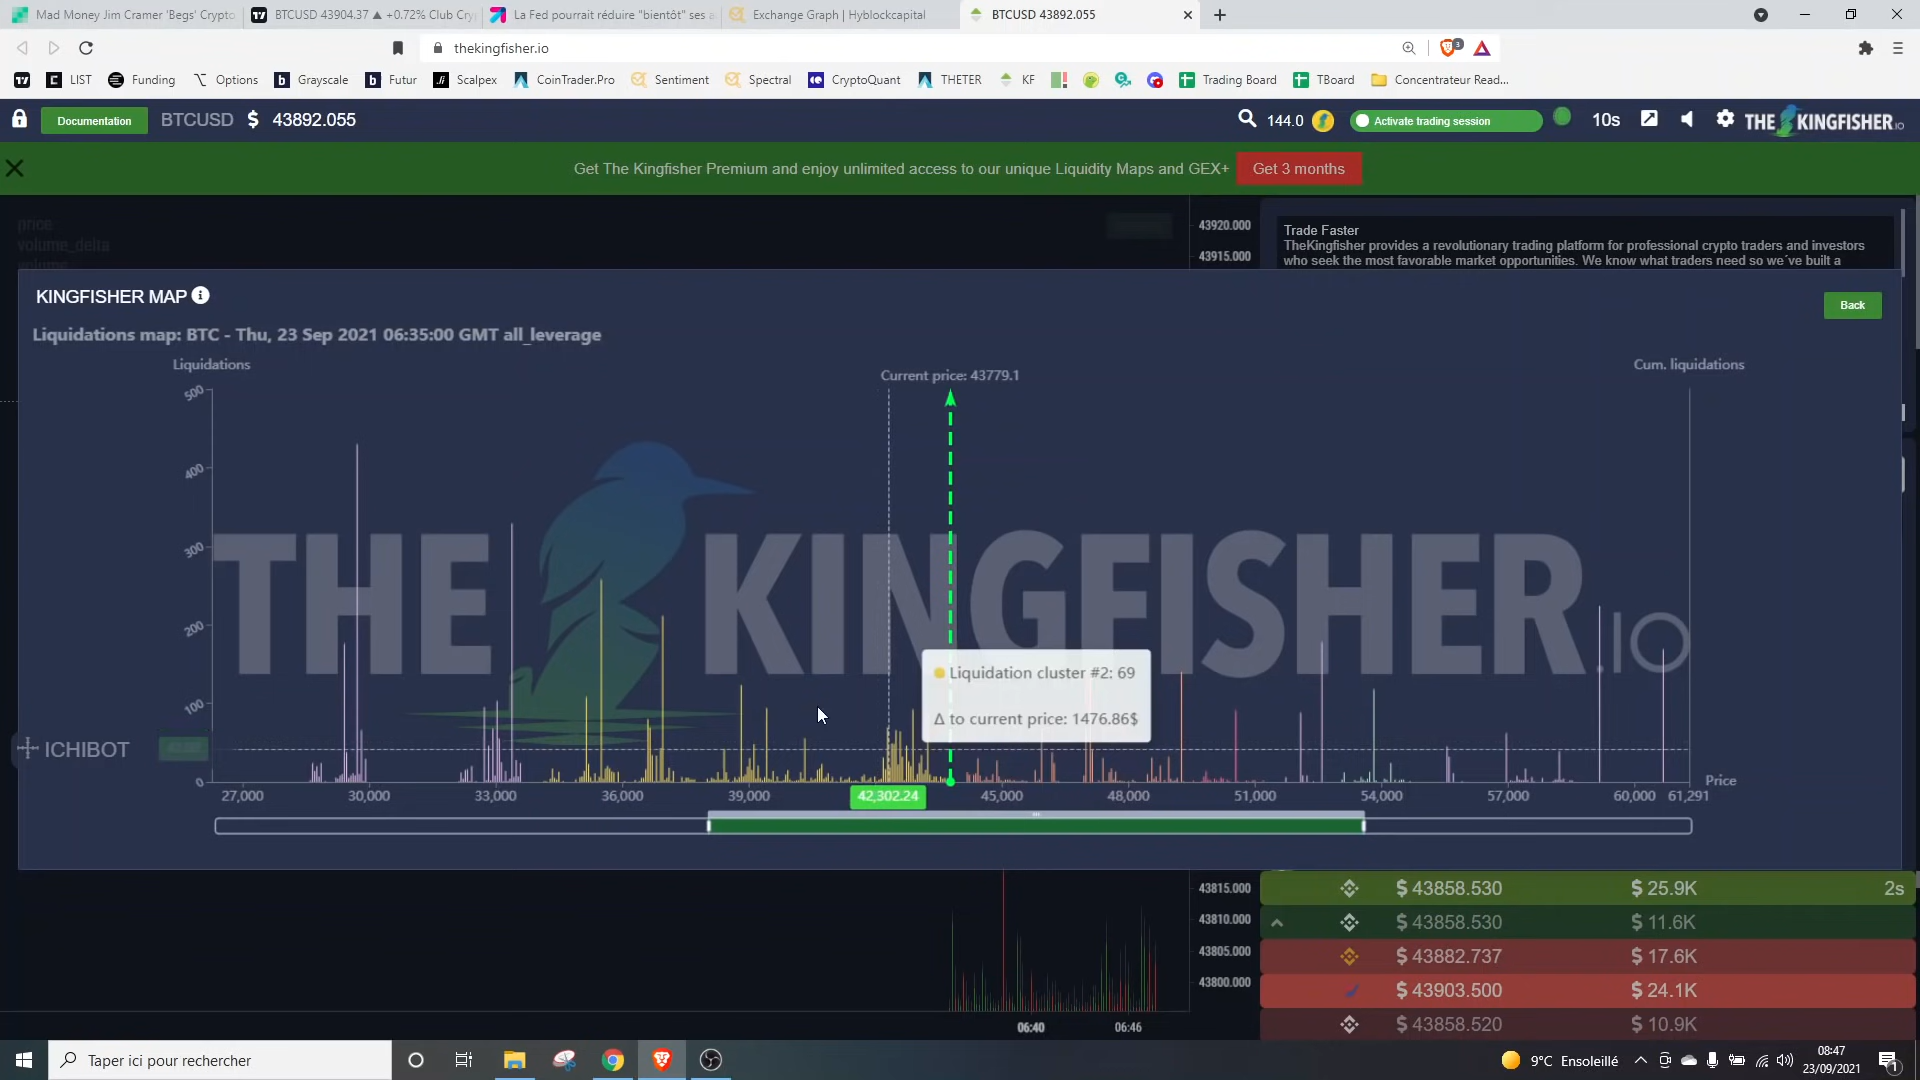 Mad Money Jim Cramer 'Begs' Crypto
BTCUSD 43904.37 ▲ +0.72% Club Cry
La Fed pourrait réduire "bientôt" ses a
Exchange Graph | Hyblockcapital
BTCUSD 43892.055
thekingfisher.io
3
LIST
Funding
Options
Grayscale
Futur
Scalpex
CoinTrader.Pro
Sentiment
Spectral
CryptoQuant
THETER
KF
Trading Board
TBoard
Concentrateur Read...
Documentation
BTCUSD $ 43892.055
144.0
Activate trading session
10s
THE KINGFISHER.io
Get The Kingfisher Premium and enjoy unlimited access to our unique Liquidity Maps and GEX+
Get 3 months
price
volume_delta
43920.000
43915.000
Trade Faster
TheKingfisher provides a revolutionary trading platform for professional crypto traders and investors
who seek the most favorable market opportunities. We know what traders need so we´ve built a
KINGFISHER MAP
Back
Liquidations map: BTC - Thu, 23 Sep 2021 06:35:00 GMT all_leverage
Liquidations
Cum. liquidations
Current price: 43779.1
500
400
300
200
100
0
THE KINGFISHER.IO
Liquidation cluster #2: 69
Δ to current price: 1476.86$
ICHIBOT
Price
27,000
30,000
33,000
36,000
39,000
42,302.24
45,000
48,000
51,000
54,000
57,000
60,000
61,291
43815.000
43810.000
43805.000
43800.000
06:40
06:46
$ 43858.530 $ 25.9K 2s
$ 43858.530 $ 11.6K
$ 43882.737 $ 17.6K
$ 43903.500 $ 24.1K
$ 43858.520 $ 10.9K
Taper ici pour rechercher
9°C Ensoleillé
08:47
23/09/2021
1